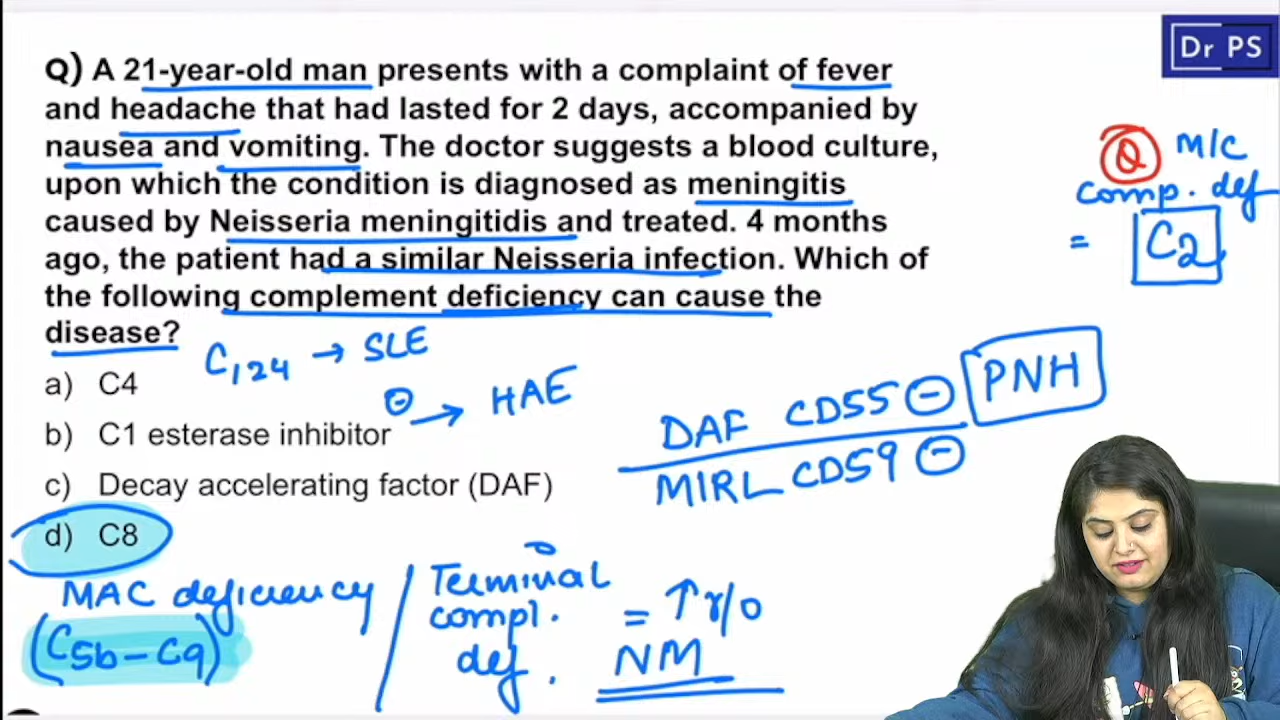 Dr PS
Q) A 21-year-old man presents with a complaint of fever
and headache that had lasted for 2 days, accompanied by
nausea and vomiting. The doctor suggests a blood culture,
upon which the condition is diagnosed as meningitis
caused by Neisseria meningitidis and treated. 4 months
ago, the patient had a similar Neisseria infection. Which of
the following complement deficiency can cause the
disease?
Q M/C
comp. def
= C2
C124 → SLE
a) C4
⊖ → HAE
b) C1 esterase inhibitor
c) Decay accelerating factor (DAF)
d) C8
DAF CD55 ⊖ PNH
MIRL CD59 ⊖
MAC deficiency
(C5b-C9)
Terminal
compl.
def.
= ↑ r/o
NM